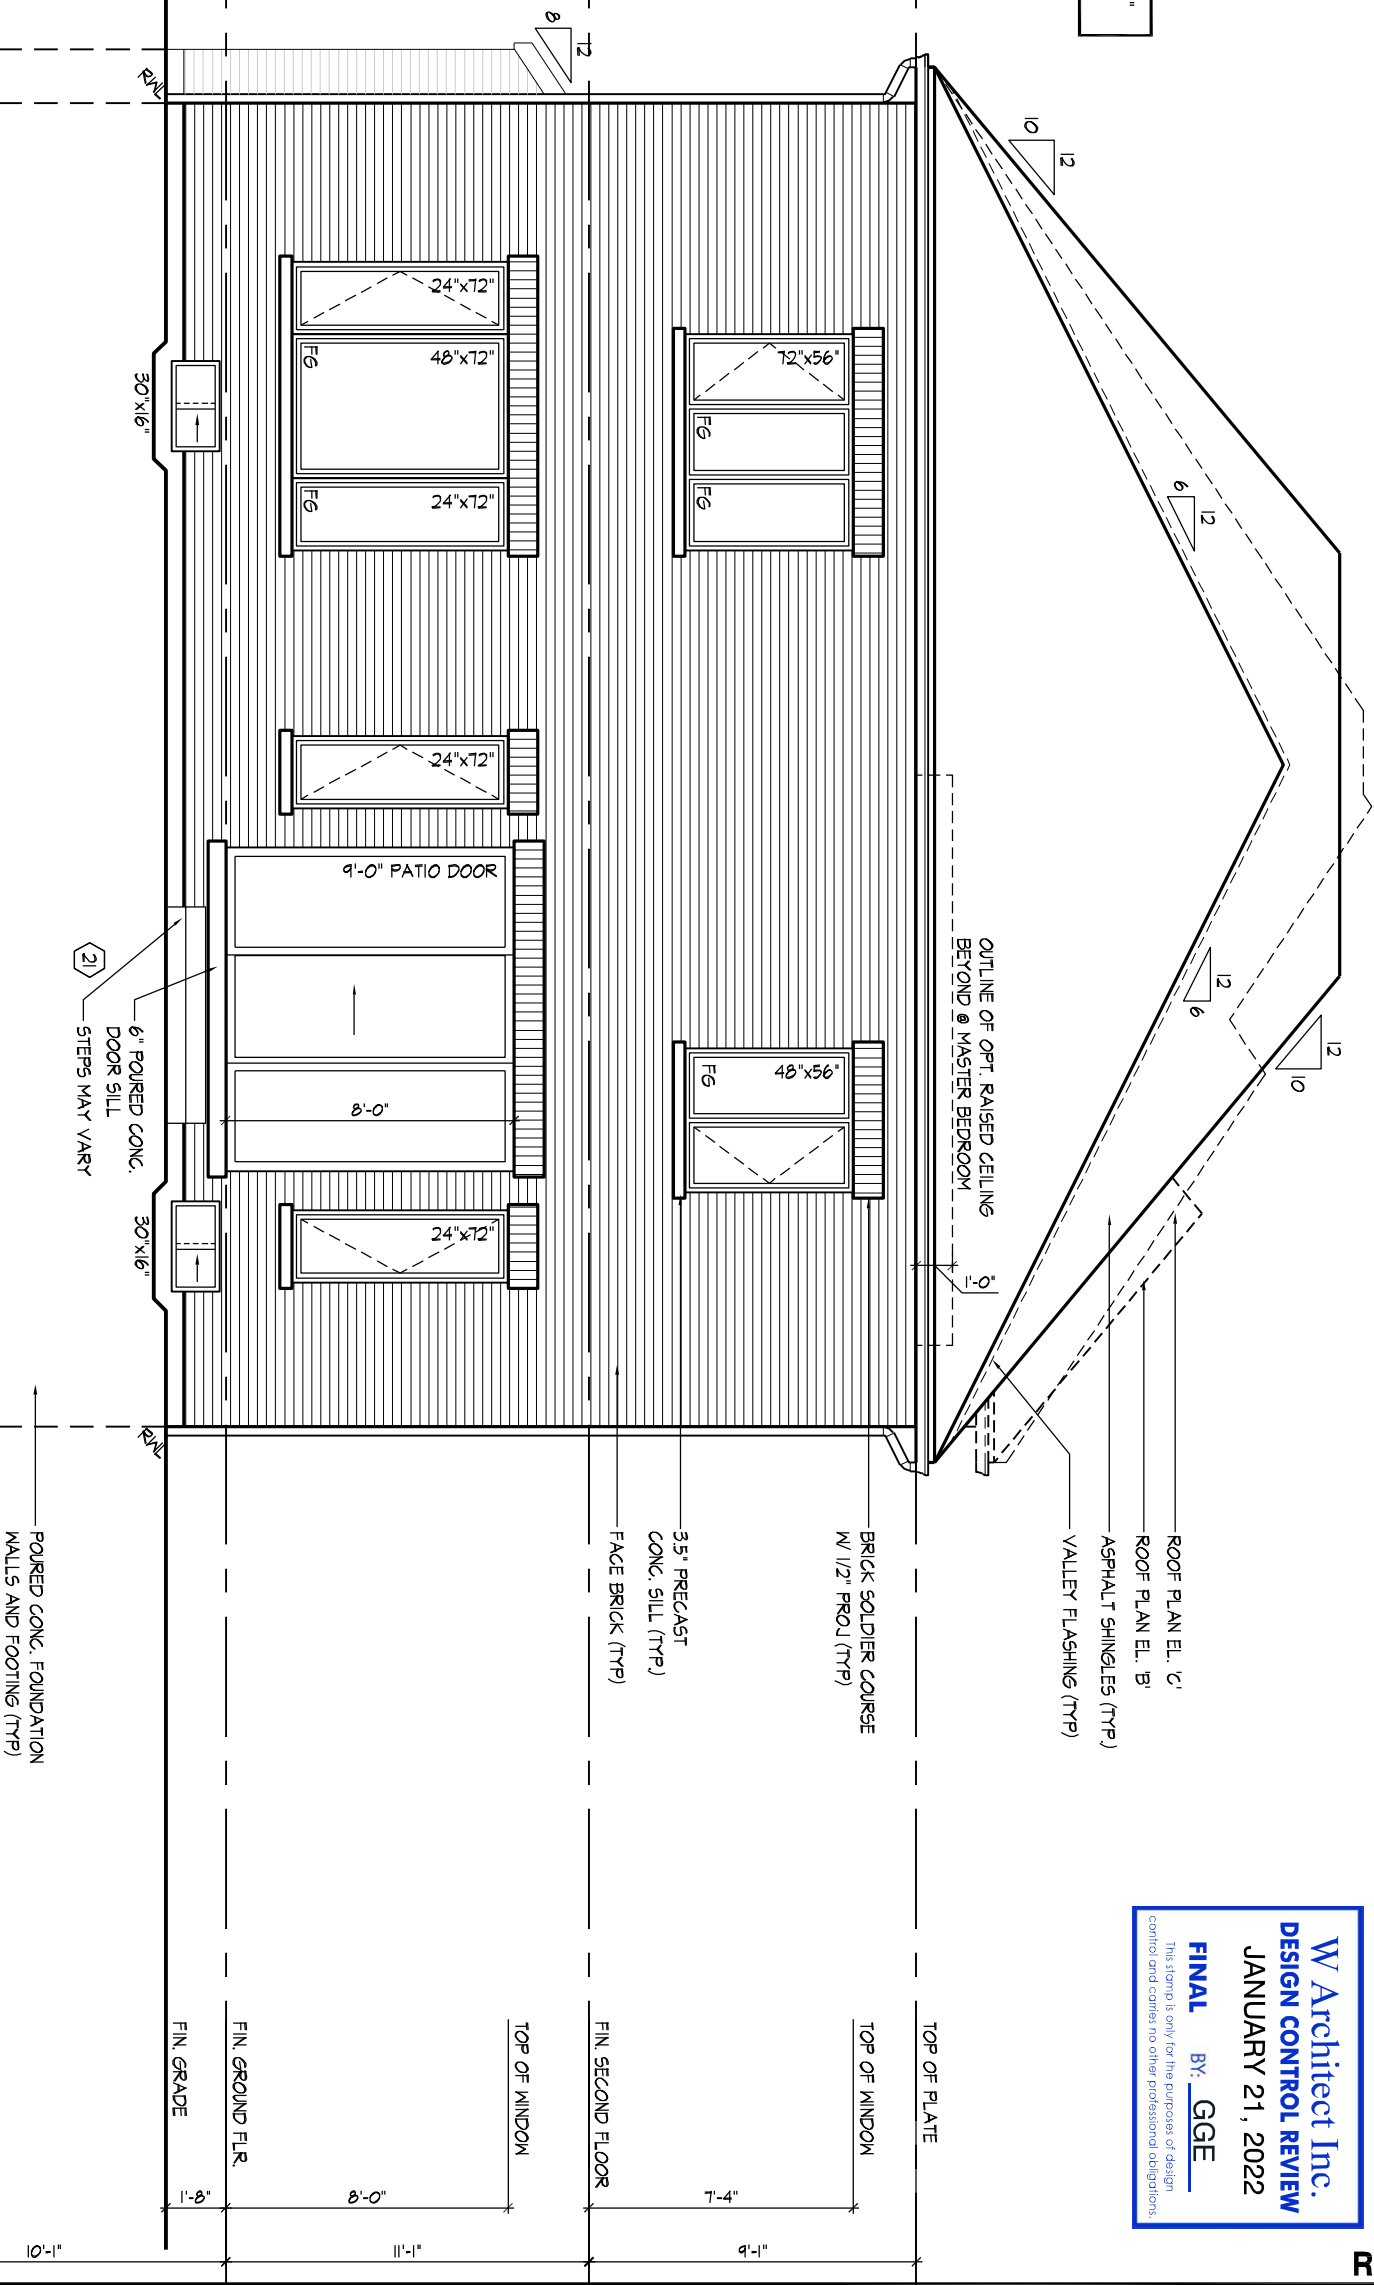 "
8
12
RWL
10
12
6
12
12
6
12
10
24"x72"
48"x72"
FG
24"x72"
FG
72"x56"
FG
FG
30"x16"
24"x72"
9'-0" PATIO DOOR
8'-0"
48"x56"
FG
24"x72"
30"x16"
OUTLINE OF OPT. RAISED CEILING
BEYOND @ MASTER BEDROOM
1'-0"
21
6" POURED CONC.
DOOR SILL
STEPS MAY VARY
RWL
ROOF PLAN EL. 'C'
ROOF PLAN EL. 'B'
ASPHALT SHINGLES (TYP.)
VALLEY FLASHING (TYP)
BRICK SOLDIER COURSE
W/ 1/2" PROJ (TYP)
3.5" PRECAST
CONC. SILL (TYP.)
FACE BRICK (TYP)
POURED CONC. FOUNDATION
WALLS AND FOOTING (TYP)
W Architect Inc.
DESIGN CONTROL REVIEW
JANUARY 21, 2022
FINAL BY: GGE
This stamp is only for the purposes of design
control and carries no other professional obligations.
TOP OF PLATE
TOP OF WINDOW
FIN. SECOND FLOOR
TOP OF WINDOW
FIN. GROUND FLR.
FIN. GRADE
7'-4"
8'-0"
1'-8"
9'-1"
11'-1"
10'-1"
R